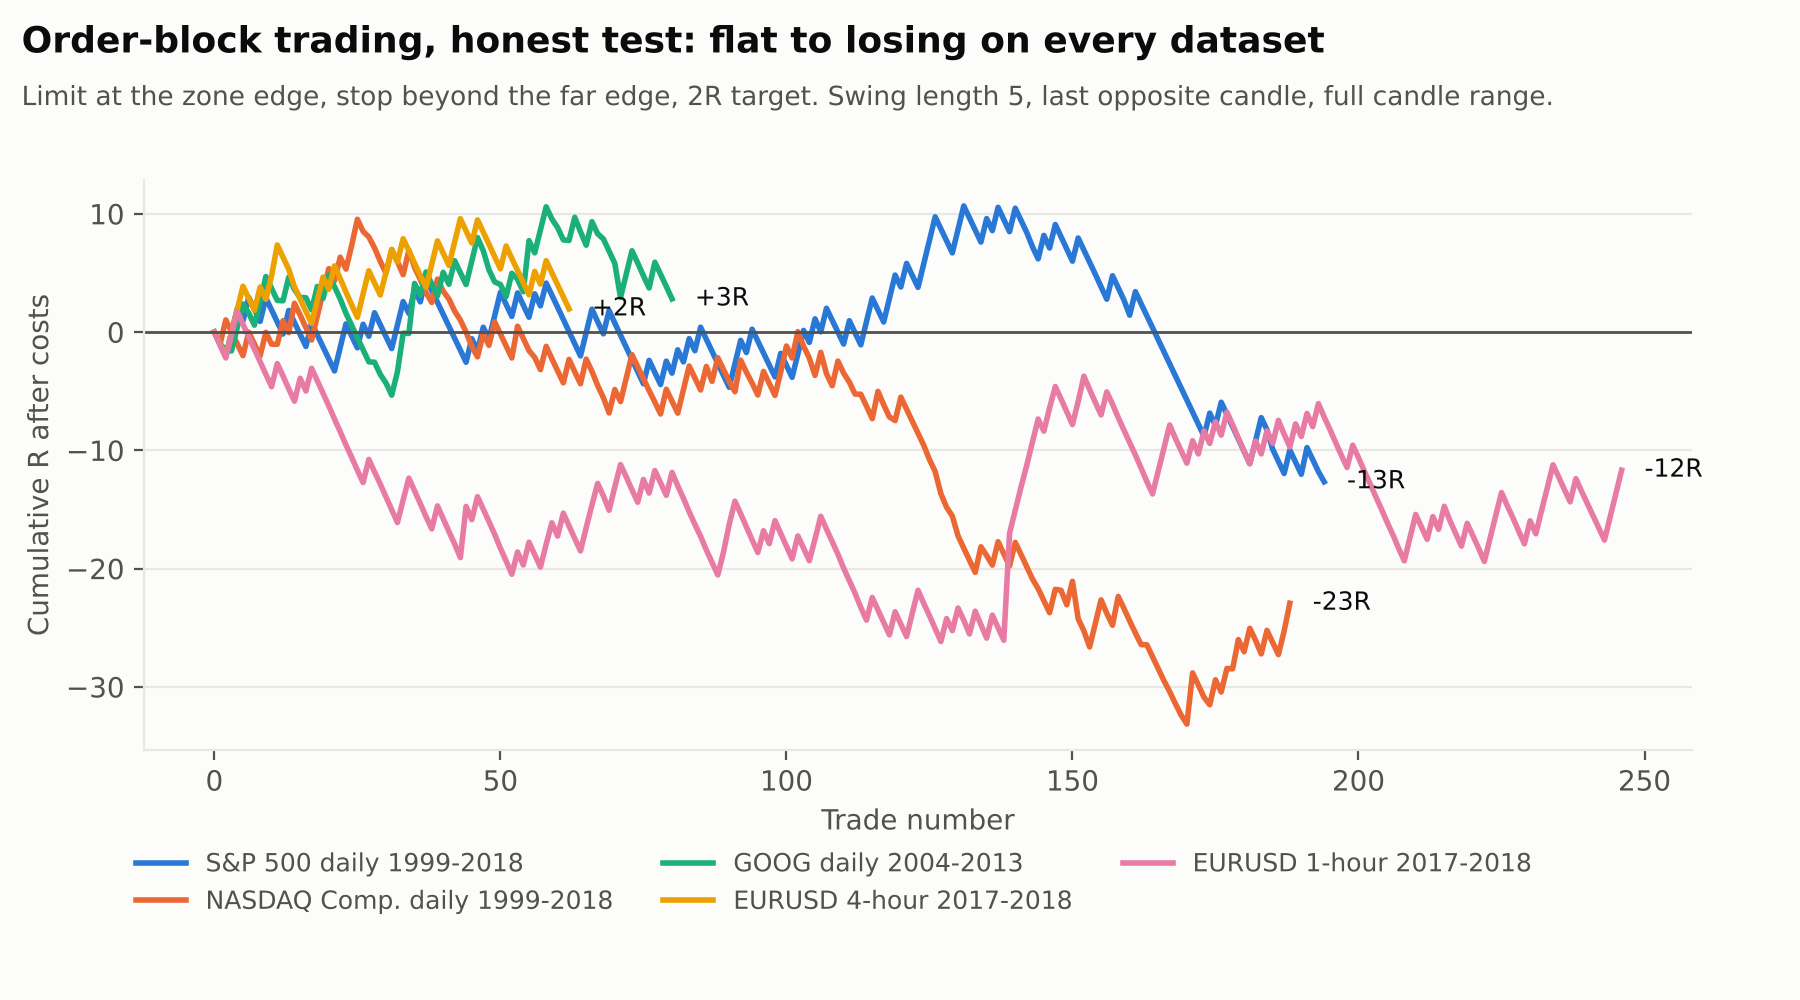 Order-block trading, honest test: flat to losing on every dataset
Limit at the zone edge, stop beyond the far edge, 2R target. Swing length 5, last opposite candle, full candle range.
Cumulative R after costs
10
0
−10
−20
−30
+2R
+3R
-13R
-12R
-23R
0 50 100 150 200 250
Trade number
S&P 500 daily 1999-2018 GOOG daily 2004-2013 EURUSD 1-hour 2017-2018
NASDAQ Comp. daily 1999-2018 EURUSD 4-hour 2017-2018